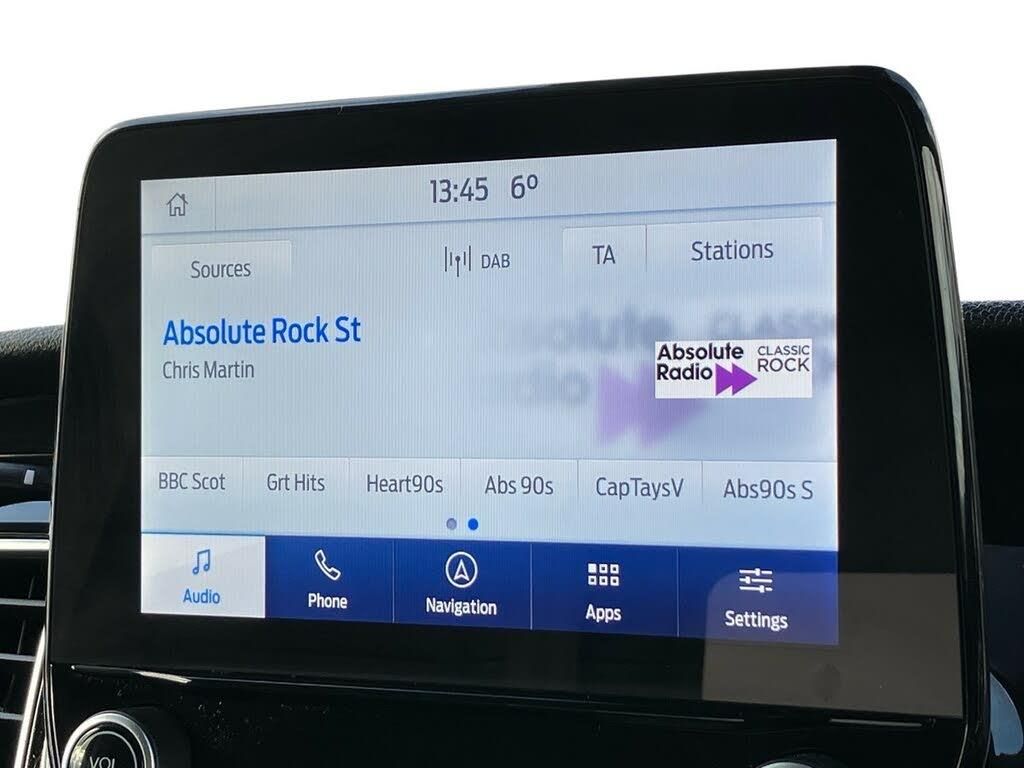 13:45 6°
Sources
DAB
TA
Stations
Absolute Rock St
Chris Martin
Absolute
Radio
CLASSIC
ROCK
BBC Scot
Grt Hits
Heart90s
Abs 90s
CapTaysV
Abs90s S
Audio
Phone
Navigation
Apps
Settings
VOL